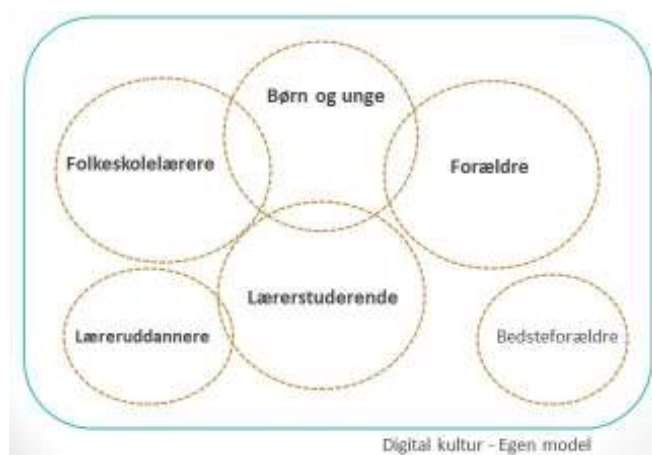 Børn og unge
Folkeskolelærere
Forældre
Lærerstuderende
Læreruddannere
Bedsteforældre
Digital kultur - Egen model